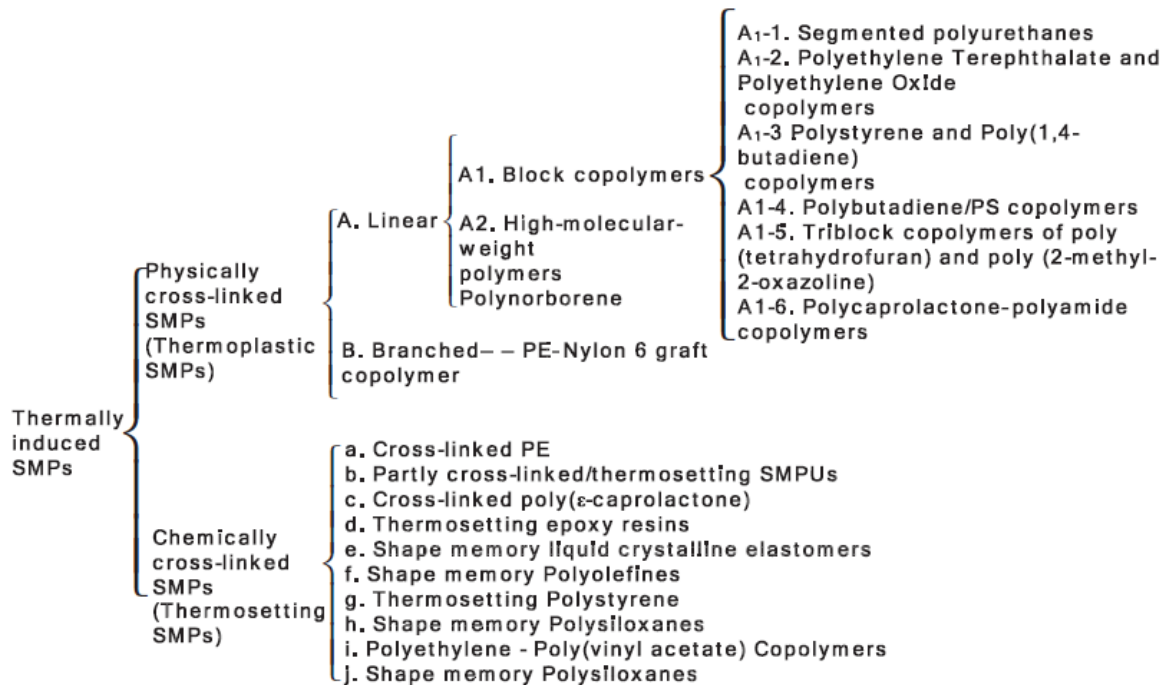 Thermally
induced
SMPs
Physically
cross-linked
SMPs
(Thermoplastic
SMPs)
A. Linear
A1. Block copolymers
A₁-1. Segmented polyurethanes
A₁-2. Polyethylene Terephthalate and
Polyethylene Oxide
copolymers
A₁-3 Polystyrene and Poly(1,4-
butadiene)
copolymers
A1-4. Polybutadiene/PS copolymers
A1-5. Triblock copolymers of poly
(tetrahydrofuran) and poly (2-methyl-
2-oxazoline)
A1-6. Polycaprolactone-polyamide
copolymers
A2. High-molecular-
weight
polymers
Polynorborene
B. Branched– – PE-Nylon 6 graft
copolymer
Chemically
cross-linked
SMPs
(Thermosetting
SMPs)
a. Cross-linked PE
b. Partly cross-linked/thermosetting SMPUs
c. Cross-linked poly(ε-caprolactone)
d. Thermosetting epoxy resins
e. Shape memory liquid crystalline elastomers
f. Shape memory Polyolefines
g. Thermosetting Polystyrene
h. Shape memory Polysiloxanes
i. Polyethylene - Poly(vinyl acetate) Copolymers
j. Shape memory Polysiloxanes